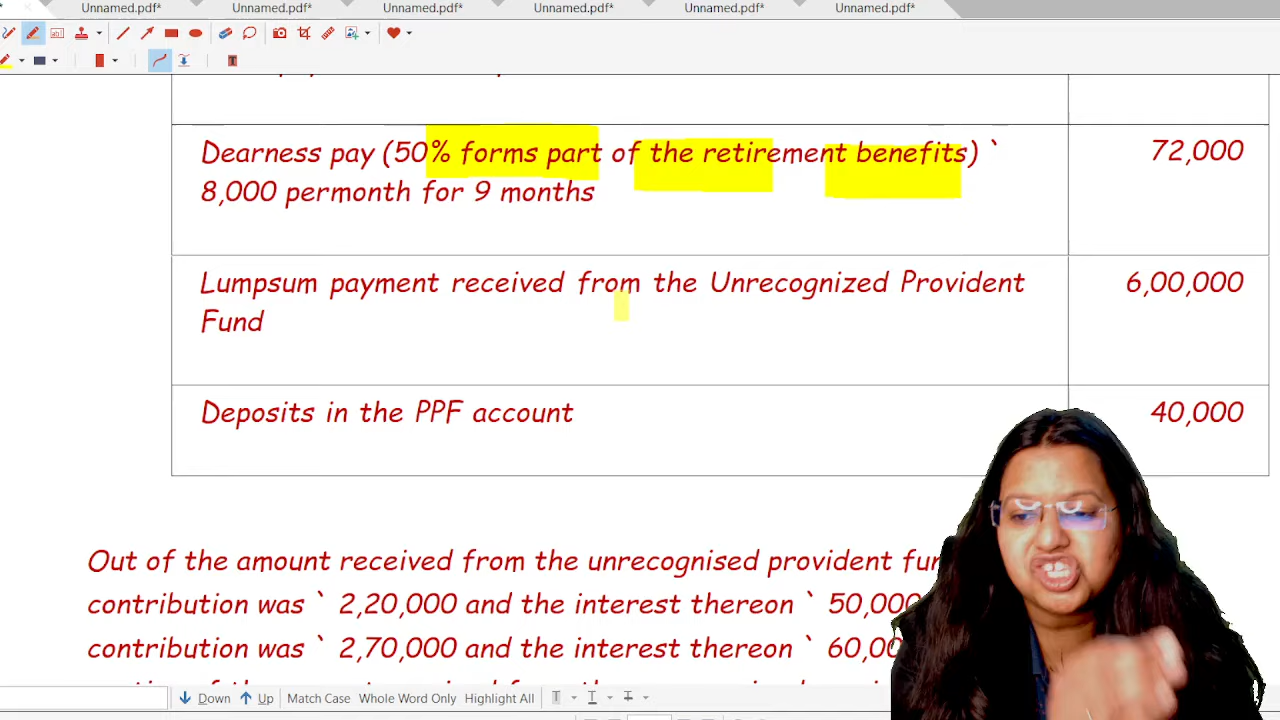 Unnamed.pdf* Unnamed.pdf* Unnamed.pdf* Unnamed.pdf* Unnamed.pdf* Unnamed.pdf*
Dearness pay (50% forms part of the retirement benefits) ` 72,000
8,000 permonth for 9 months
Lumpsum payment received from the Unrecognized Provident 6,00,000
Fund
Deposits in the PPF account 40,000
Out of the amount received from the unrecognised provident
contribution was ` 2,20,000 and the interest thereon ` 50,000
contribution was ` 2,70,000 and the interest thereon `
Down Up Match Case Whole Word Only Highlight All